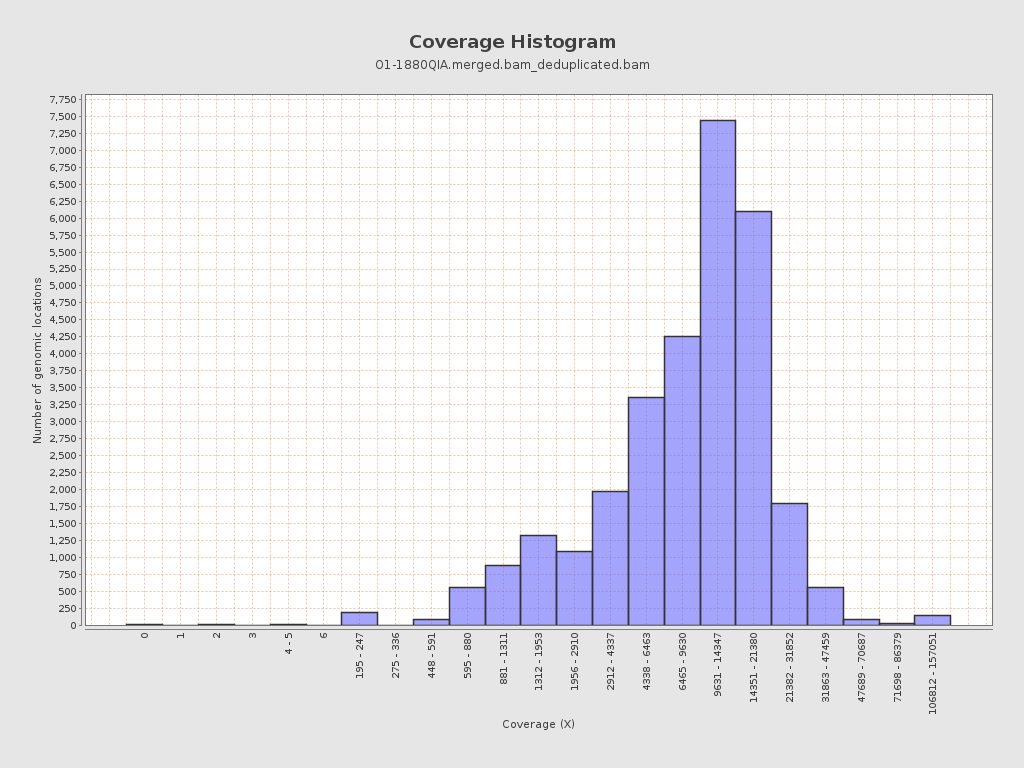 Coverage Histogram
01-1880QIA.merged.bam_deduplicated.bam
Number of genomic locations
7,750
7,500
7,250
7,000
6,750
6,500
6,250
6,000
5,750
5,500
5,250
5,000
4,750
4,500
4,250
4,000
3,750
3,500
3,250
3,000
2,750
2,500
2,250
2,000
1,750
1,500
1,250
1,000
750
500
250
0
0
1
2
3
4 - 5
6
195 - 247
275 - 336
448 - 591
595 - 880
881 - 1311
1312 - 1953
1956 - 2910
2912 - 4337
4338 - 6463
6465 - 9630
9631 - 14347
14351 - 21380
21382 - 31852
31863 - 47459
47689 - 70687
71698 - 86379
106812 - 157051
Coverage (X)